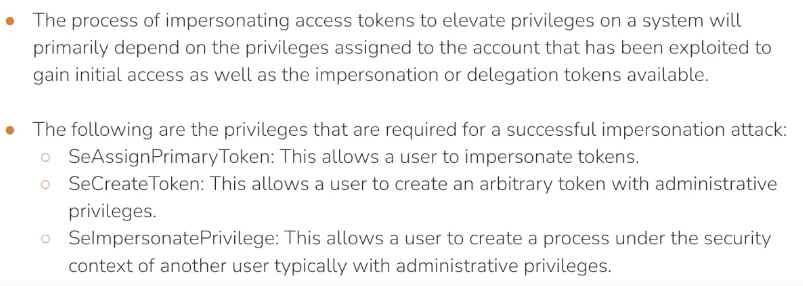 The process of impersonating access tokens to elevate privileges on a system will
primarily depend on the privileges assigned to the account that has been exploited to
gain initial access as well as the impersonation or delegation tokens available.
The following are the privileges that are required for a successful impersonation attack:
SeAssignPrimaryToken: This allows a user to impersonate tokens.
SeCreateToken: This allows a user to create an arbitrary token with administrative
privileges.
SeImpersonatePrivilege: This allows a user to create a process under the security
context of another user typically with administrative privileges.